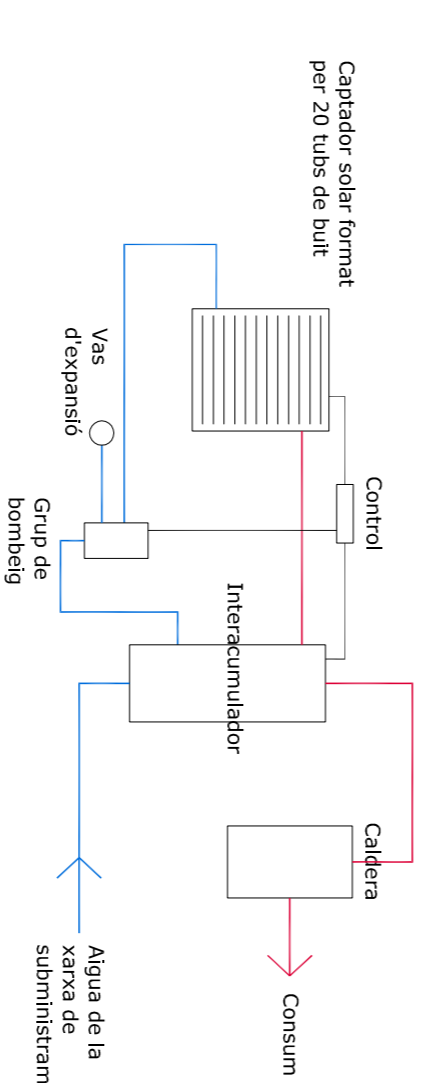 Captador solar format
per 20 tubs de buit
Vas
d'expansió
Control
Grup de
bombeig
Interacumulador
Caldera
Aigua de la
xarxa de
subministram
Consum